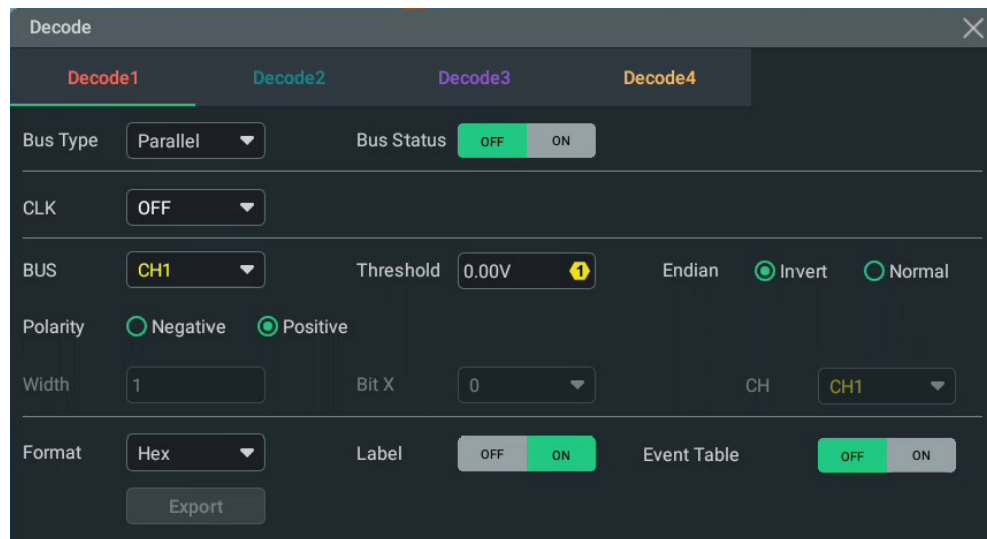 Decode
Decode1 Decode2 Decode3 Decode4
Bus Type Parallel Bus Status OFF ON
CLK OFF
BUS CH1 Threshold 0.00V 1 Endian Invert Normal
Polarity Negative Positive
Width 1 Bit X 0 CH CH1
Format Hex Label OFF ON Event Table OFF ON
Export